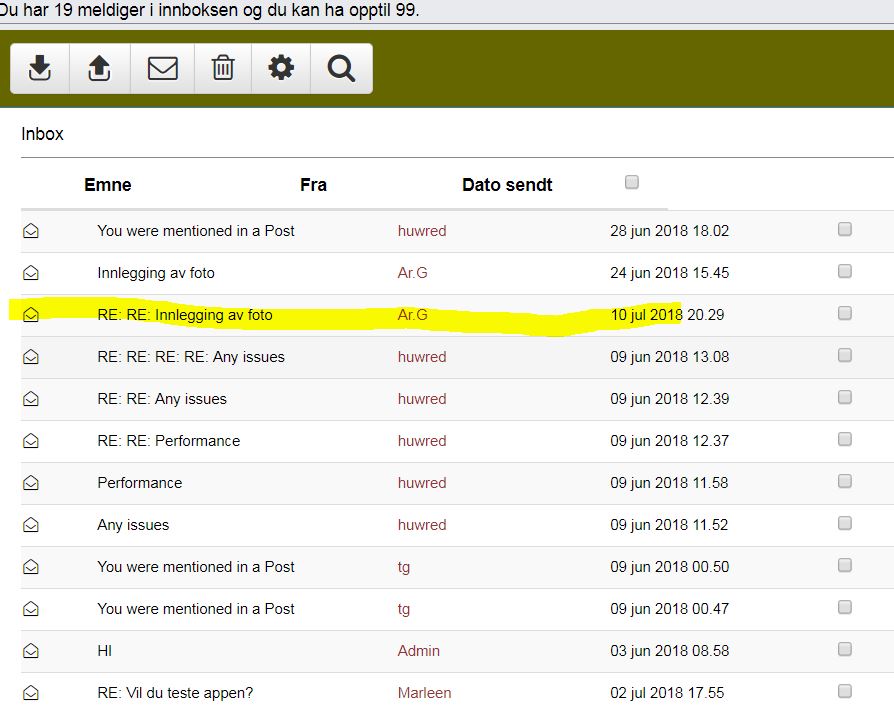 Du har 19 meldiger i innboksen og du kan ha opptil 99.
Inbox
Emne Fra Dato sendt
You were mentioned in a Post huwred 28 jun 2018 18.02
Innlegging av foto Ar.G 24 jun 2018 15.45
RE: RE: Innlegging av foto Ar.G 10 jul 2018 20.29
RE: RE: RE: RE: Any issues huwred 09 jun 2018 13.08
RE: RE: Any issues huwred 09 jun 2018 12.39
RE: RE: Performance huwred 09 jun 2018 12.37
Performance huwred 09 jun 2018 11.58
Any issues huwred 09 jun 2018 11.52
You were mentioned in a Post tg 09 jun 2018 00.50
You were mentioned in a Post tg 09 jun 2018 00.47
HI Admin 03 jun 2018 08.58
RE: Vil du teste appen? Marleen 02 jul 2018 17.55